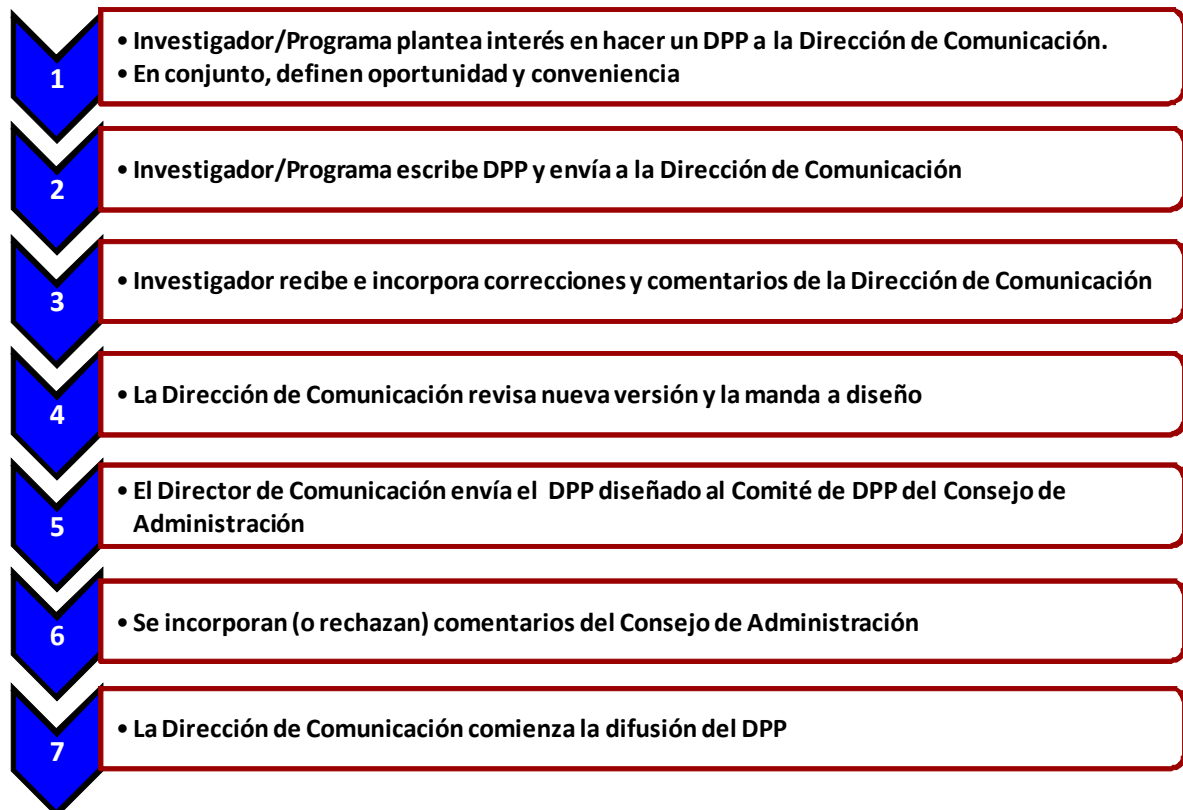 1
• Investigador/Programa plantea interés en hacer un DPP a la Dirección de Comunicación.
• En conjunto, definen oportunidad y conveniencia
2
• Investigador/Programa escribe DPP y envía a la Dirección de Comunicación
3
• Investigador recibe e incorpora correcciones y comentarios de la Dirección de Comunicación
4
• La Dirección de Comunicación revisa nueva versión y la manda a diseño
5
• El Director de Comunicación envía el DPP diseñado al Comité de DPP del Consejo de
Administración
6
• Se incorporan (o rechazan) comentarios del Consejo de Administración
7
• La Dirección de Comunicación comienza la difusión del DPP